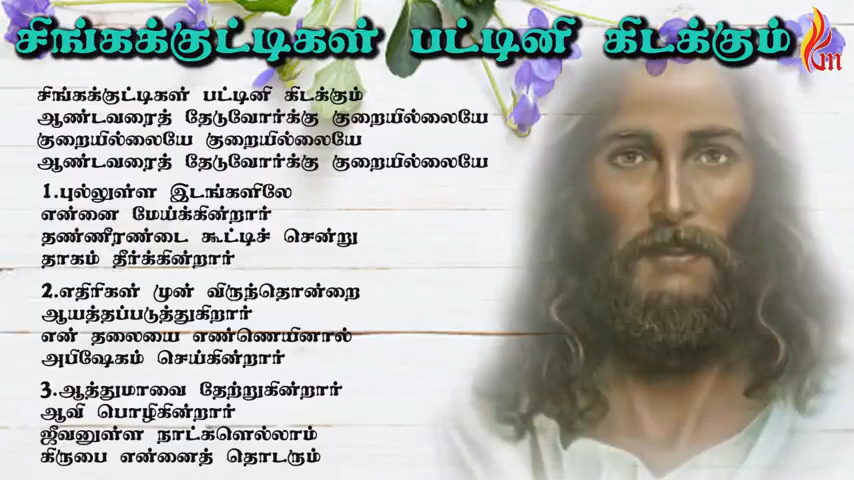 சிங்கக்குட்டிகள் பட்டினி கிடக்கும்
சிங்கக்குட்டிகள் பட்டினி கிடக்கும்
ஆண்டவரைத் தேடுவோர்க்கு குறையில்லையே
குறையில்லையே குறையில்லையே
ஆண்டவரைத் தேடுவோர்க்கு குறையில்லையே
1.புல்லுள்ள இடங்களிலே
என்னை மேய்க்கின்றார்
தண்ணீரண்டை கூட்டிச் சென்று
தாகம் தீர்க்கின்றார்
2.எதிரிகள் முன் விருந்தொன்றை
ஆயத்தப்படுத்துகிறார்
என் தலையை எண்ணெயினால்
அபிஷேகம் செய்கின்றார்
3.ஆத்துமாவை தேற்றுகின்றார்
ஆவி பொழிகின்றார்
ஜீவனுள்ள நாட்களெல்லாம்
கிருபை என்னைத் தொடரும்